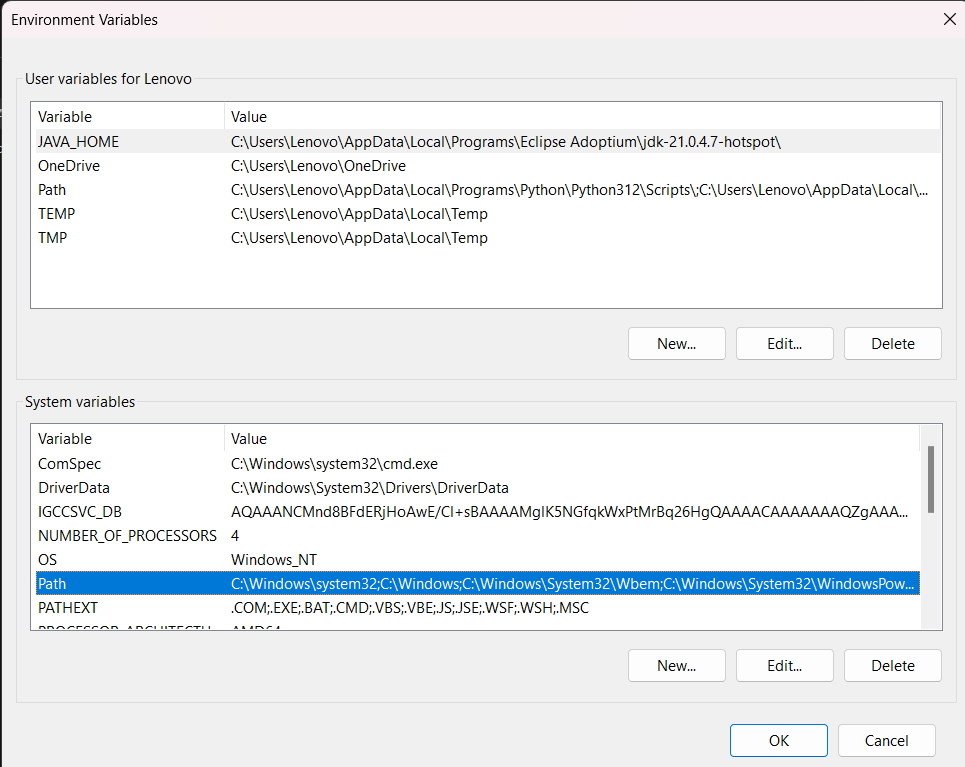 Environment Variables
User variables for Lenovo
Variable Value
JAVA_HOME C:\Users\Lenovo\AppData\Local\Programs\Eclipse Adoptium\jdk-21.0.4.7-hotspot\
OneDrive C:\Users\Lenovo\OneDrive
Path C:\Users\Lenovo\AppData\Local\Programs\Python\Python312\Scripts\;C:\Users\Lenovo\AppData\Local\...
TEMP C:\Users\Lenovo\AppData\Local\Temp
TMP C:\Users\Lenovo\AppData\Local\Temp
New... Edit... Delete
System variables
Variable Value
ComSpec C:\Windows\system32\cmd.exe
DriverData C:\Windows\System32\Drivers\DriverData
IGCCSVC_DB AQAAANCMnd8BFdERjHoAwE/Cl+sBAAAAMgIK5NGfqkWxPtMrBq26HgQAAAACAAAAAAAQZgAAA...
NUMBER_OF_PROCESSORS 4
OS Windows_NT
Path C:\Windows\system32;C:\Windows;C:\Windows\System32\Wbem;C:\Windows\System32\WindowsPow...
PATHEXT .COM;.EXE;.BAT;.CMD;.VBS;.VBE;.JS;.JSE;.WSF;.WSH;.MSC
AMD64
New... Edit... Delete
OK Cancel